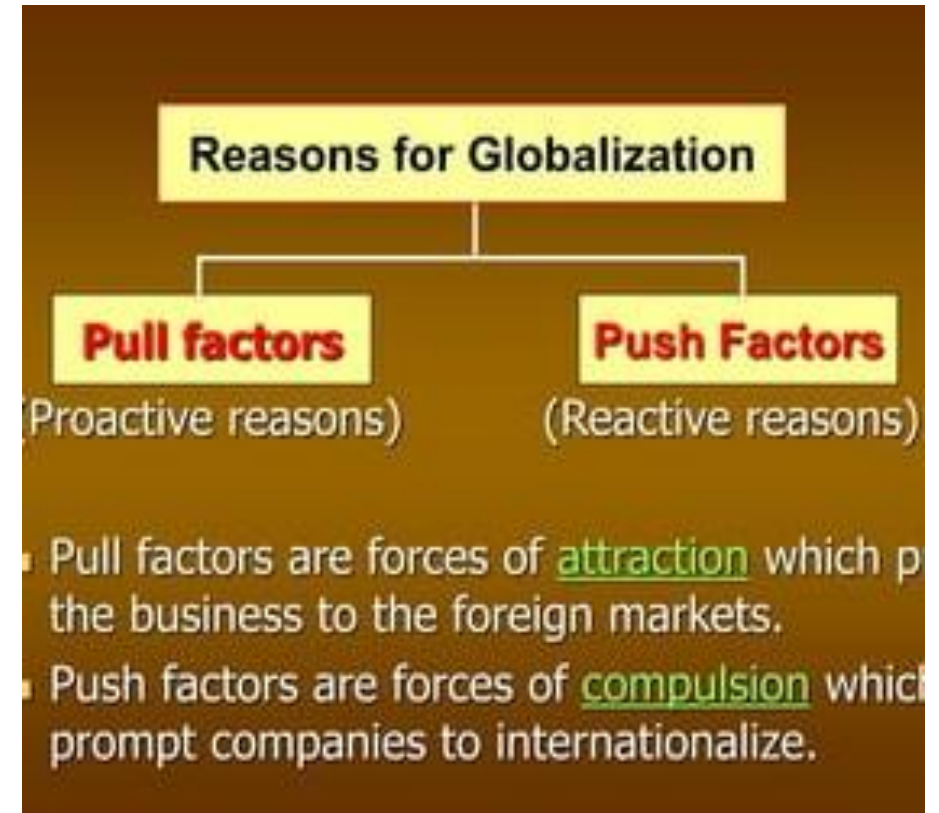 Reasons for Globalization
Pull factors
Push Factors
(Proactive reasons)
(Reactive reasons)
Pull factors are forces of attraction which
the business to the foreign markets.
Push factors are forces of compulsion which
prompt companies to internationalize.